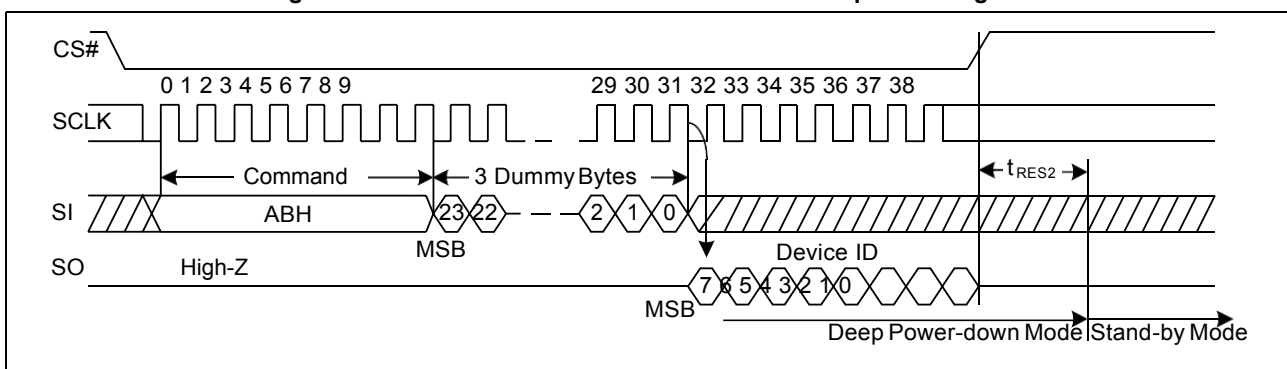 CS#
0 1 2 3 4 5 6 7 8 9 29 30 31 32 33 34 35 36 37 38
SCLK
Command 3 Dummy Bytes tRES2
SI ABH 23 22 2 1 0
MSB
Device ID
SO High-Z
7 6 5 4 3 2 1 0
MSB
Deep Power-down Mode Stand-by Mode